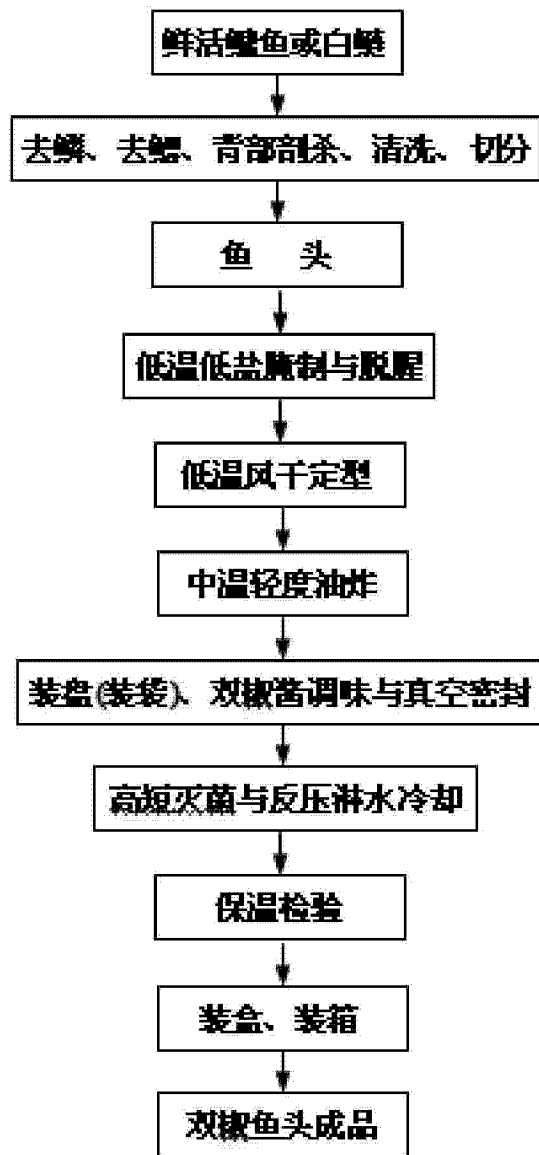 鲜活鳙鱼或白鲢
去鳞、去鳃、背部剖杀、清洗、切分
鱼 头
低温低盐腌制与脱腥
低温风干定型
中温轻度油炸
装盘(装袋)、双椒酱调味与真空密封
高短灭菌与反压淋水冷却
保温检验
装盒、装箱
双椒鱼头成品